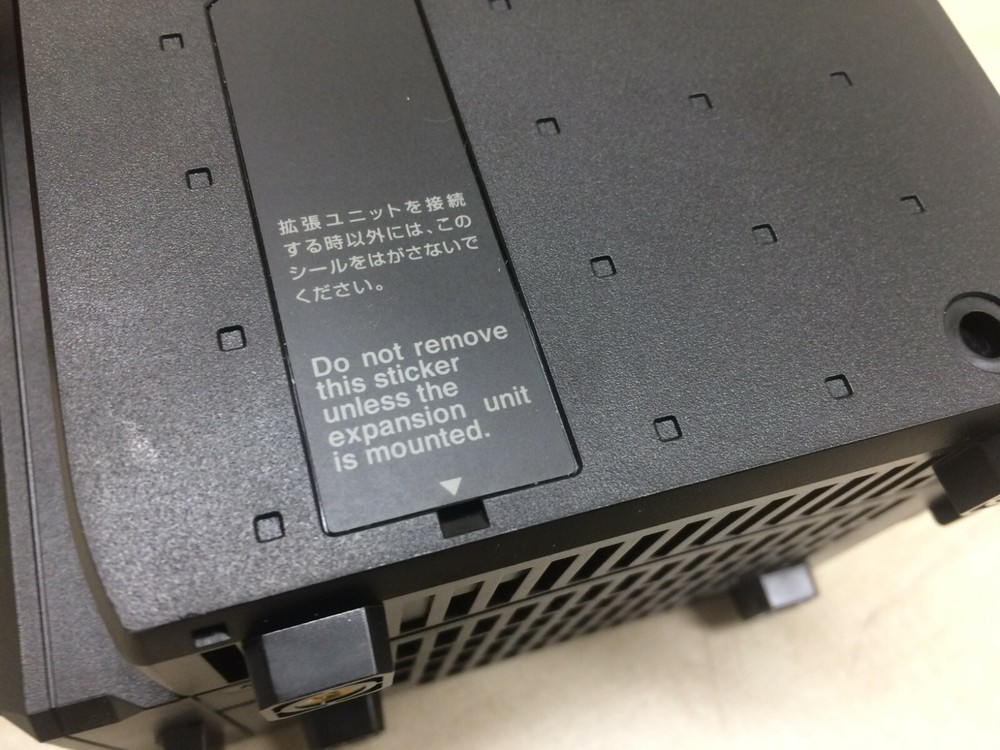 拡張ユニットを接続
する時以外には、この
シールをはがさないで
ください。
Do not remove
this sticker
unless the
expansion unit
is mounted.